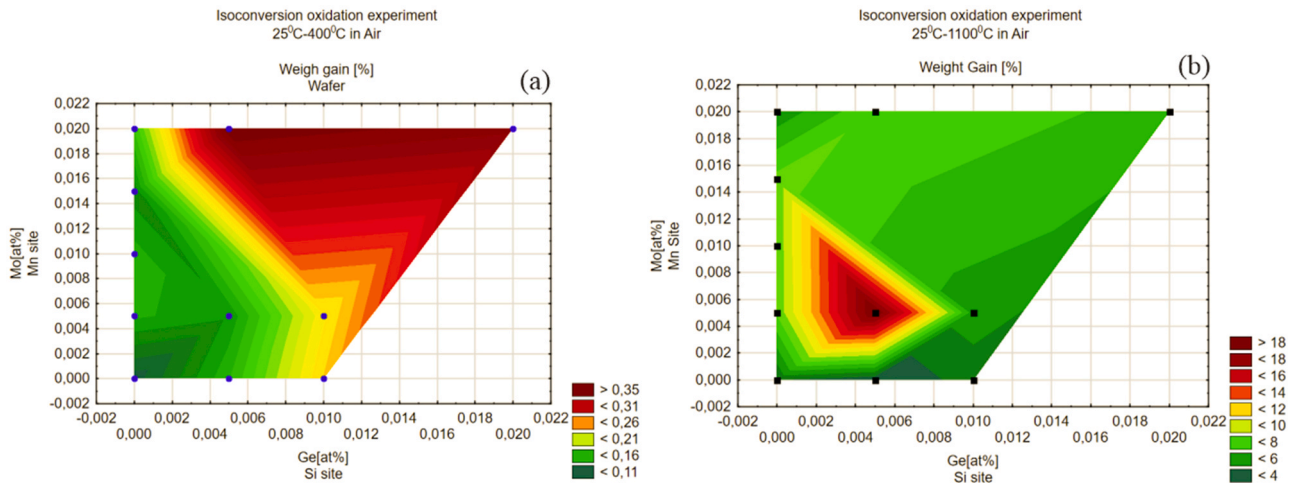 Isoconversion oxidation experiment
25⁰C-400⁰C in Air
Weigh gain [%]
Wafer
(a)
0,022
0,020
0,018
0,016
0,014
0,012
0,010
0,008
0,006
0,004
0,002
0,000
-0,002
Mo[at%]
Mn site
-0,002 0,002 0,006 0,010 0,014 0,018 0,022
0,000 0,004 0,008 0,012 0,016 0,020
Ge[at%]
Si site
> 0,35
< 0,31
< 0,26
< 0,21
< 0,16
< 0,11
Isoconversion oxidation experiment
25⁰C-1100⁰C in Air
Weight Gain [%]
(b)
0,022
0,020
0,018
0,016
0,014
0,012
0,010
0,008
0,006
0,004
0,002
0,000
-0,002
Mo[at%]
Mn Site
-0,002 0,002 0,006 0,010 0,014 0,018 0,022
0,000 0,004 0,008 0,012 0,016 0,020
Ge[at%]
Si site
> 18
< 18
< 16
< 14
< 12
< 10
< 8
< 6
< 4